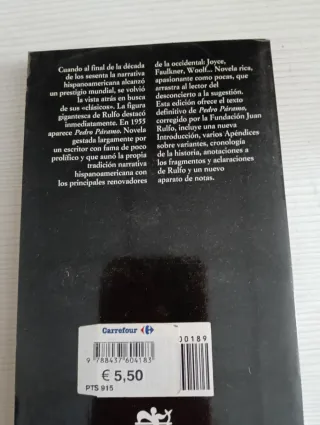 Cuando al final de la década
de los sesenta la narrativa
hispanoamericana alcanzó
un prestigio mundial, se volvió
la vista atrás en busca
de sus «clásicos». La figura
gigantesca de Rulfo destacó
inmediatamente. En 1955
aparece Pedro Páramo. Novela
gestada largamente por
un escritor con fama de poco
prolífico y que aunó la propia
tradición narrativa
hispanoamericana con
los principales renovadores
de la occidental: Joyce,
Faulkner, Woolf... Novela rica,
apasionante como pocas, que
arrastra al lector del
desconcierto a la sugestión.
Esta edición ofrece el texto
definitivo de Pedro Páramo,
corregido por la Fundación Juan
Rulfo, incluye una nueva
Introducción, varios Apéndices
sobre variantes, cronología
de la historia, anotaciones a
los fragmentos y aclaraciones
de Rulfo y un nuevo
aparato de notas.
Carrefour
00189
9 788437 604183
€ 5,50
PTS 915